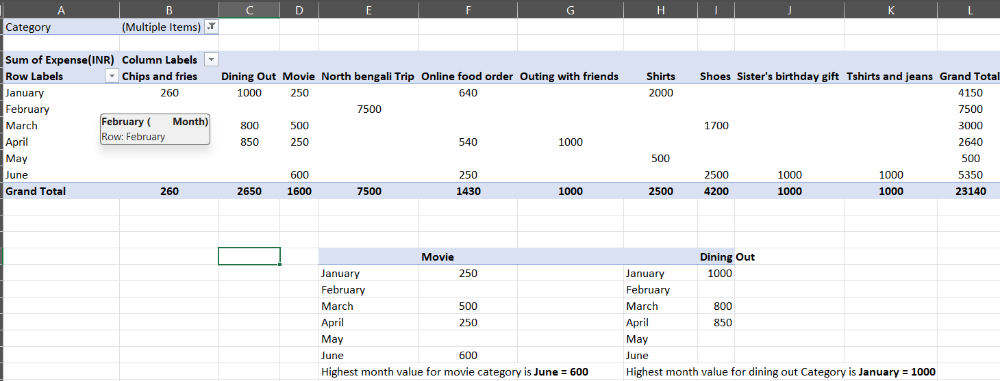 A B C D E F G H I J K L
Category (Multiple Items)
Sum of Expense(INR) Column Labels
Row Labels Chips and fries Dining Out Movie North bengali Trip Online food order Outing with friends Shirts Shoes Sister's birthday gift Tshirts and jeans Grand Total
January 260 1000 250 640 2000 4150
February 7500 7500
March 800 500 1700 3000
April 850 250 540 1000 2640
May 500 500
June 600 250 2500 1000 1000 5350
Grand Total 260 2650 1600 7500 1430 1000 2500 4200 1000 1000 23140
February ( Month)
Row: February
Movie Dining Out
January 250 January 1000
February February
March 500 March 800
April 250 April 850
May May
June 600 June
Highest month value for movie category is June = 600 Highest month value for dining out Category is January = 1000